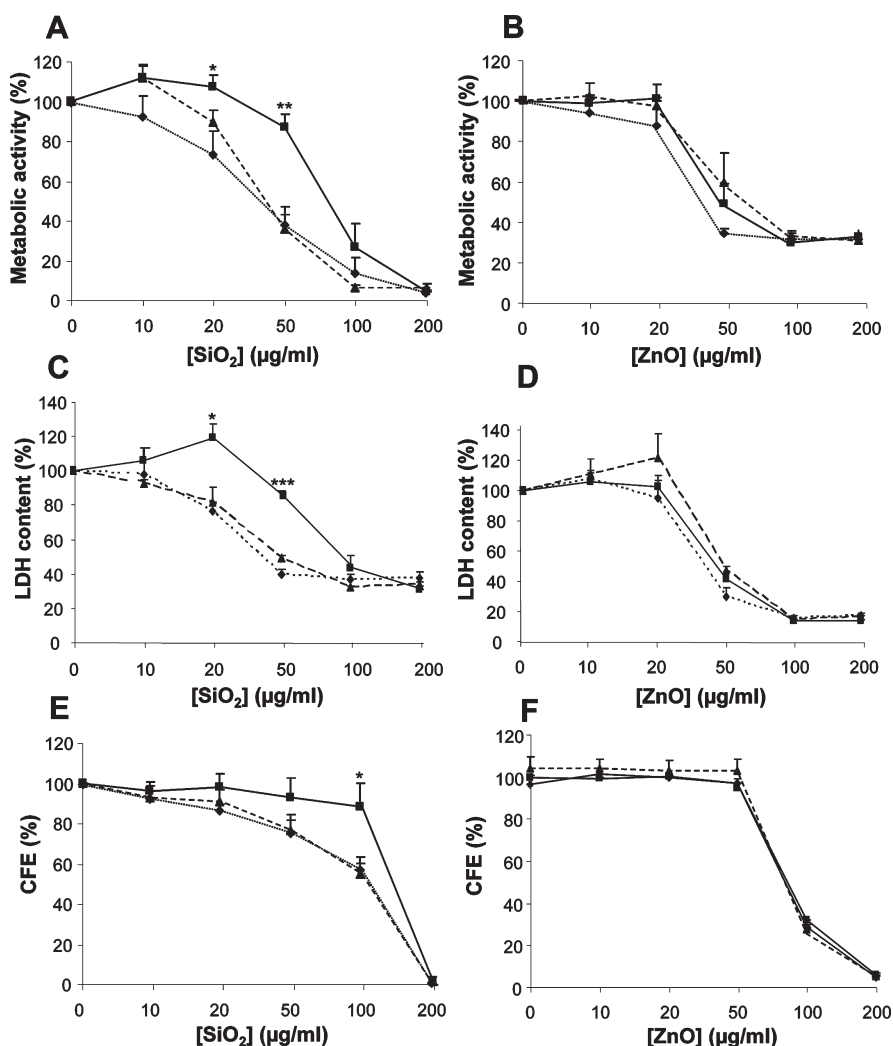 A
Metabolic activity (%)
120
100
80
60
40
20
0
*
**
0 10 20 50 100 200
[SiO₂] (µg/ml)
B
Metabolic activity (%)
120
100
80
60
40
20
0
0 10 20 50 100 200
[ZnO] (µg/ml)
C
LDH content (%)
140
120
100
80
60
40
20
0
*
***
0 10 20 50 100 200
[SiO₂] (µg/ml)
D
LDH content (%)
140
120
100
80
60
40
20
0
0 10 20 50 100 200
[ZnO] (µg/ml)
E
CFE (%)
120
100
80
60
40
20
0
*
0 10 20 50 100 200
[SiO₂] (µg/ml)
F
CFE (%)
120
100
80
60
40
20
0
0 10 20 50 100 200
[ZnO] (µg/ml)